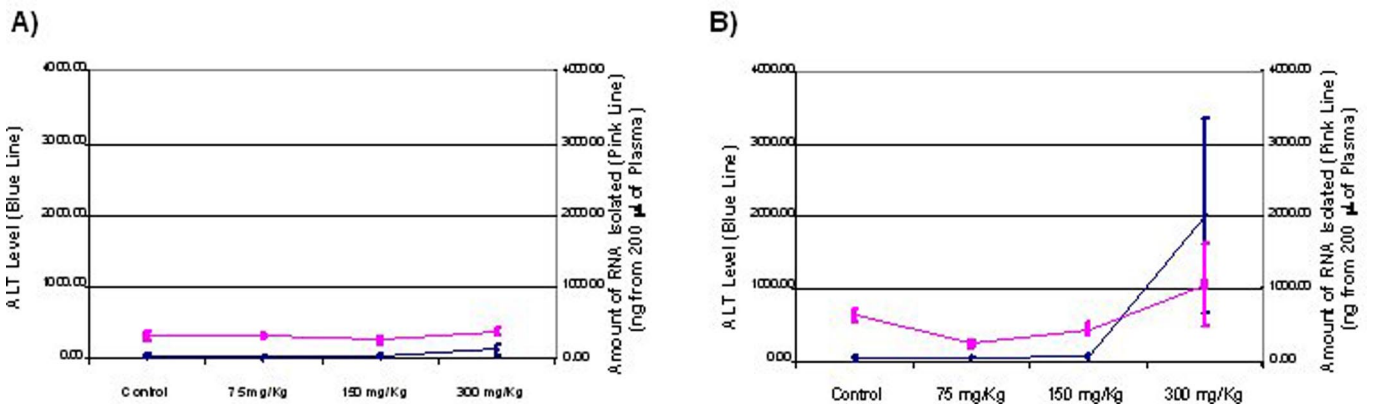 A)
B)
4000.00
3000.00
2000.00
1000.00
0.00
ALT Level (Blue Line)
4000.00
3000.00
2000.00
1000.00
0.00
Amount of RNA Isolated (Pink Line)
(ng from 200 µl of Plasma)
Control
75 mg/Kg
150 mg/Kg
300 mg/Kg
4000.00
3000.00
2000.00
1000.00
0.00
ALT Level (Blue Line)
4000.00
3000.00
2000.00
1000.00
0.00
Amount of RNA Isolated (Pink Line)
(ng from 200 µl of Plasma)
Control
75 mg/Kg
150 mg/Kg
300 mg/Kg